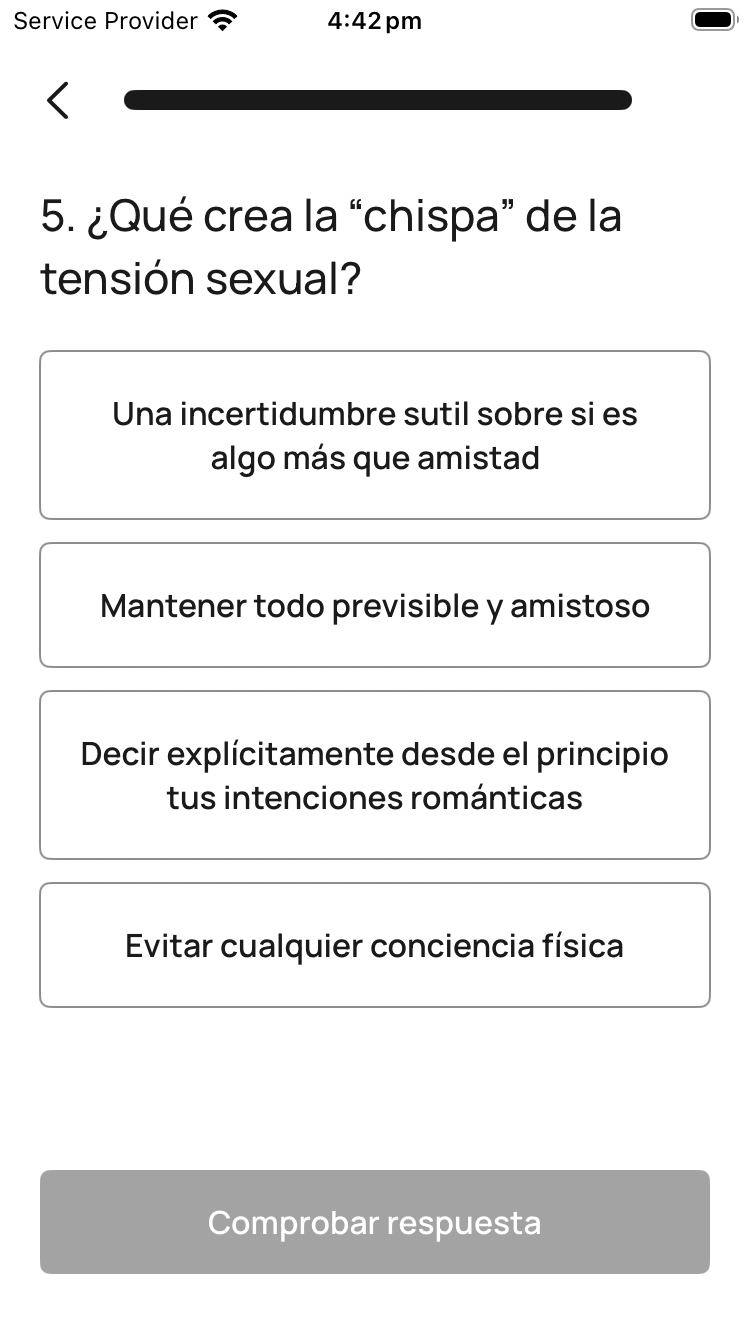 Service Provider 4:42 pm
5. ¿Qué crea la “chispa” de la
tensión sexual?
Una incertidumbre sutil sobre si es
algo más que amistad
Mantener todo previsible y amistoso
Decir explícitamente desde el principio
tus intenciones románticas
Evitar cualquier conciencia física
Comprobar respuesta